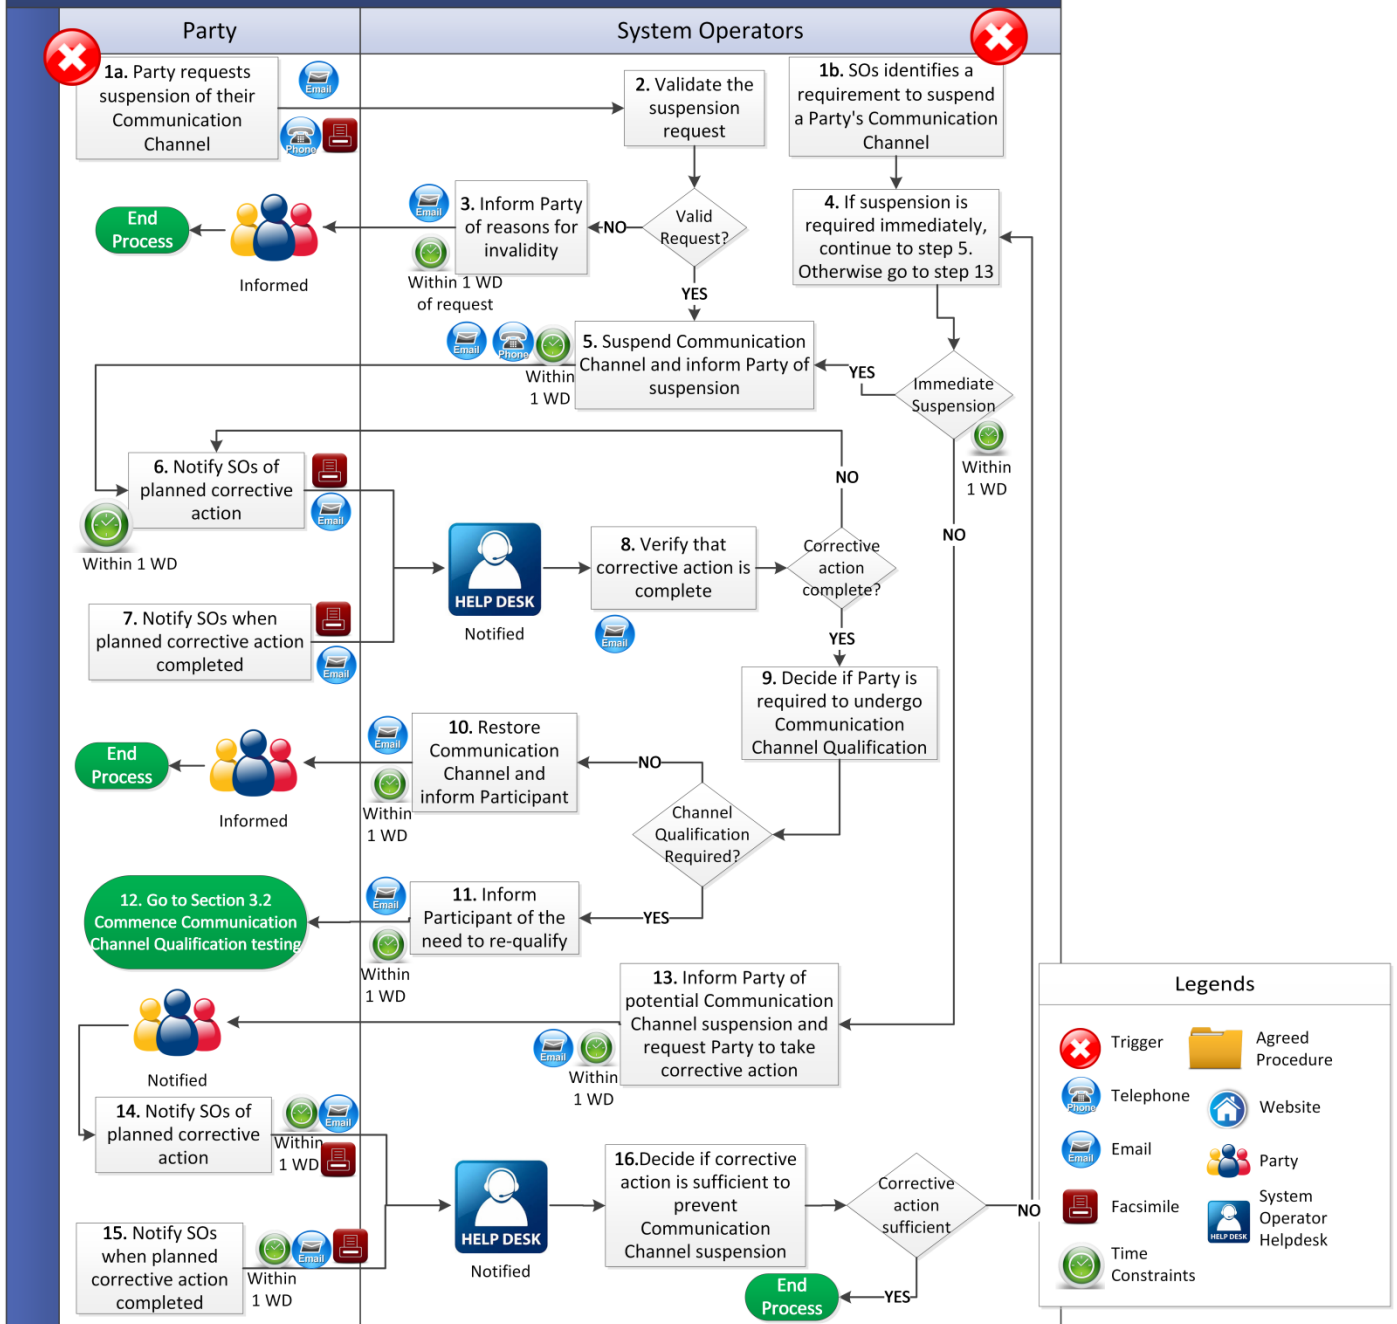 Party
System Operators
1a. Party requests
suspension of their
Communication
Channel
Email
Phone
2. Validate the
suspension
request
1b. SOs identifies a
requirement to suspend
a Party's Communication
Channel
End
Process
Informed
Email
3. Inform Party
of reasons for
invalidity
Within 1 WD
of request
NO
Valid
Request?
YES
4. If suspension is
required immediately,
continue to step 5.
Otherwise go to step 13
Email
Phone
Within
1 WD
5. Suspend Communication
Channel and inform Party of
suspension
YES
Immediate
Suspension
Within
1 WD
NO
6. Notify SOs of
planned corrective
action
Email
Within 1 WD
7. Notify SOs when
planned corrective action
completed
Email
HELP DESK
Notified
8. Verify that
corrective action is
complete
Email
NO
Corrective
action
complete?
YES
9. Decide if Party is
required to undergo
Communication
Channel Qualification
End
Process
Informed
Email
Within
1 WD
10. Restore
Communication
Channel and
inform Participant
NO
Channel
Qualification
Required?
YES
12. Go to Section 3.2
Commence Communication
Channel Qualification testing
Email
Within
1 WD
11. Inform
Participant of the
need to re-qualify
13. Inform Party of
potential Communication
Channel suspension and
request Party to take
corrective action
Email
Within
1 WD
Notified
14. Notify SOs of
planned corrective
action
Email
Within
1 WD
15. Notify SOs
when planned
corrective action
completed
Email
Within
1 WD
HELP DESK
Notified
16.Decide if corrective
action is sufficient to
prevent
Communication
Channel suspension
Corrective
action
sufficient
NO
YES
End
Process
Legends
Trigger
Agreed
Procedure
Phone
Telephone
Website
Email
Email
Party
Facsimile
HELP DESK
System
Operator
Helpdesk
Time
Constraints